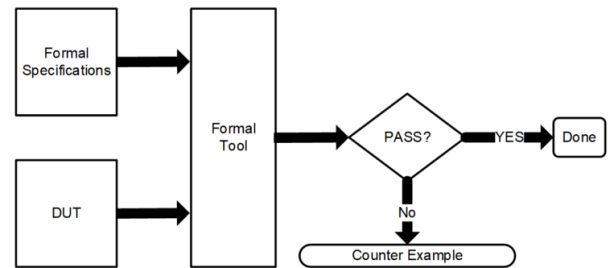 Formal
Specifications
DUT
Formal
Tool
PASS?
YES
Done
No
Counter Example